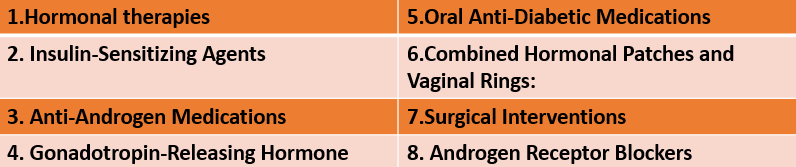 1.Hormonal therapies
2. Insulin-Sensitizing Agents
3. Anti-Androgen Medications
4. Gonadotropin-Releasing Hormone
5.Oral Anti-Diabetic Medications
6.Combined Hormonal Patches and
Vaginal Rings:
7.Surgical Interventions
8. Androgen Receptor Blockers